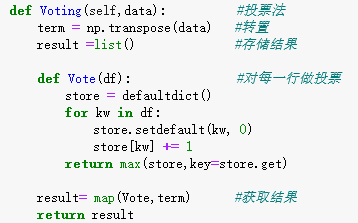 def Voting(self,data):          #投票法
    term = np.transpose(data)   #转置
    result =list()              #存储结果
    def Vote(df):               #对每一行做投票
        store = defaultdict()
        for kw in df:
            store.setdefault(kw, 0)
            store[kw] += 1
        return max(store,key=store.get)
    result= map(Vote,term)      #获取结果
    return result